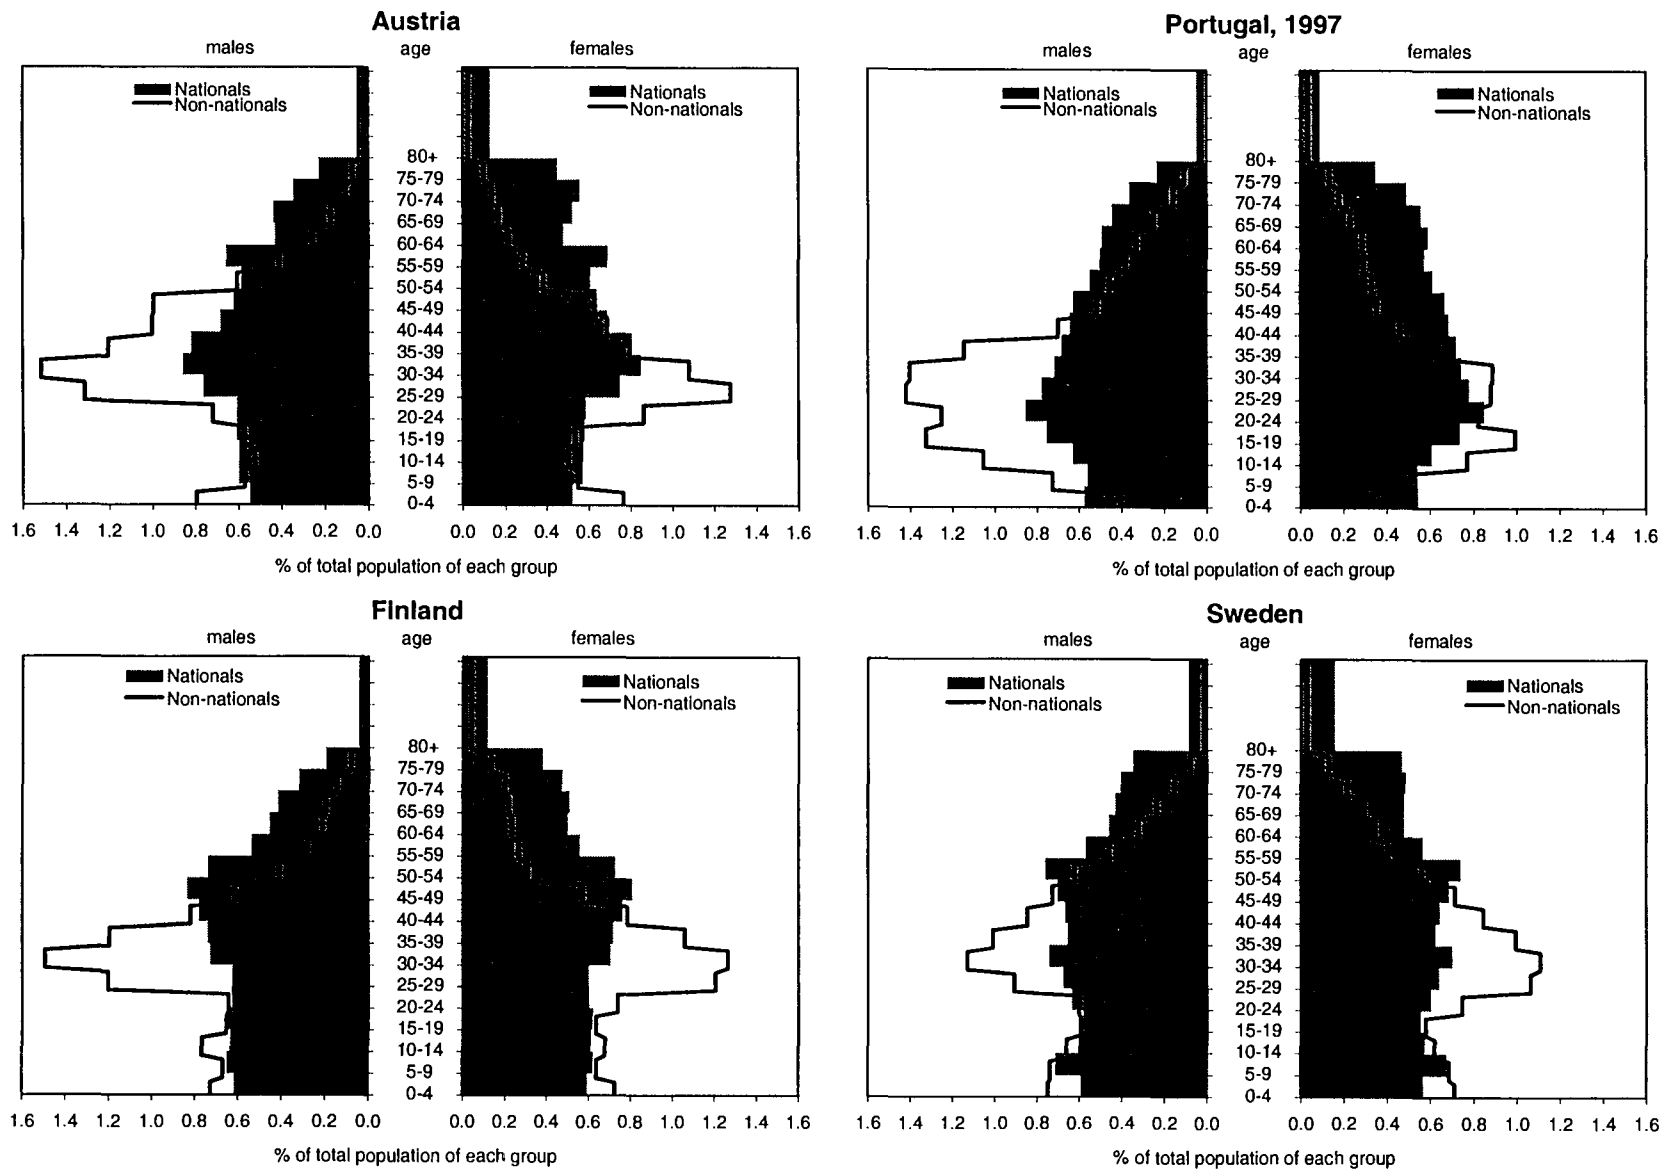 Austria
males age females
Nationals
Non-nationals
Nationals
Non-nationals
80+
75-79
70-74
65-69
60-64
55-59
50-54
45-49
40-44
35-39
30-34
25-29
20-24
15-19
10-14
5-9
0-4
1.6 1.4 1.2 1.0 0.8 0.6 0.4 0.2 0.0
0.0 0.2 0.4 0.6 0.8 1.0 1.2 1.4 1.6
% of total population of each group
Portugal, 1997
males age females
Nationals
Non-nationals
Nationals
Non-nationals
80+
75-79
70-74
65-69
60-64
55-59
50-54
45-49
40-44
35-39
30-34
25-29
20-24
15-19
10-14
5-9
0-4
1.6 1.4 1.2 1.0 0.8 0.6 0.4 0.2 0.0
0.0 0.2 0.4 0.6 0.8 1.0 1.2 1.4 1.6
% of total population of each group
Finland
males age females
Nationals
Non-nationals
Nationals
Non-nationals
80+
75-79
70-74
65-69
60-64
55-59
50-54
45-49
40-44
35-39
30-34
25-29
20-24
15-19
10-14
5-9
0-4
1.6 1.4 1.2 1.0 0.8 0.6 0.4 0.2 0.0
0.0 0.2 0.4 0.6 0.8 1.0 1.2 1.4 1.6
% of total population of each group
Sweden
males age females
Nationals
Non-nationals
Nationals
Non-nationals
80+
75-79
70-74
65-69
60-64
55-59
50-54
45-49
40-44
35-39
30-34
25-29
20-24
15-19
10-14
5-9
0-4
1.6 1.4 1.2 1.0 0.8 0.6 0.4 0.2 0.0
0.0 0.2 0.4 0.6 0.8 1.0 1.2 1.4 1.6
% of total population of each group